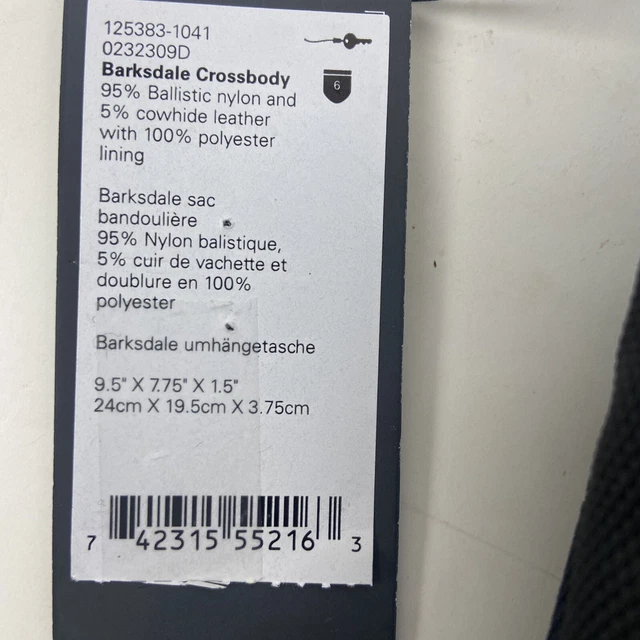 125383-1041
0232309D
Barksdale Crossbody
95% Ballistic nylon and
5% cowhide leather
with 100% polyester
lining
6
Barksdale sac
bandoulière
95% Nylon balistique,
5% cuir de vachette et
doublure en 100%
polyester
Barksdale umhängetasche
9.5" X 7.75" X 1.5"
24cm X 19.5cm X 3.75cm
7 42315 55216 3